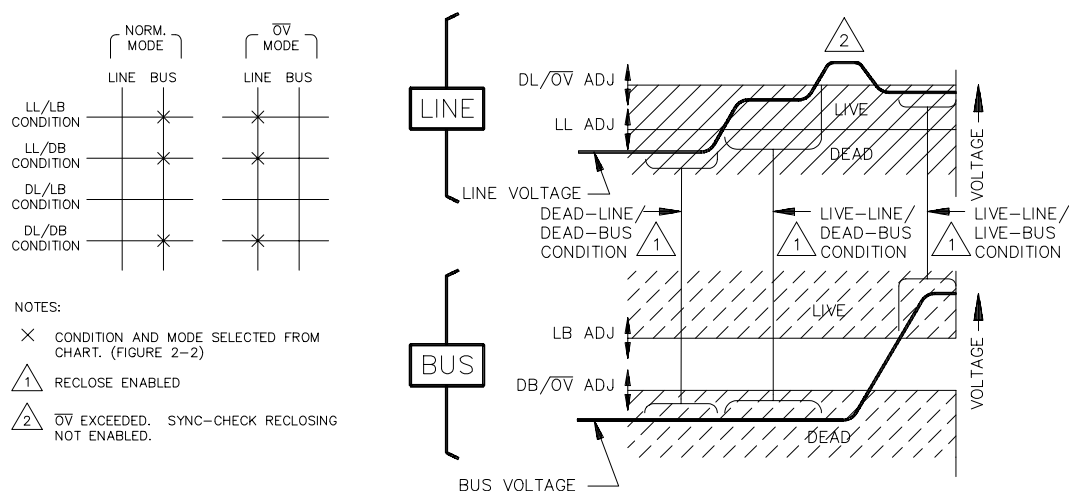 NORM.
MODE
OV
MODE
LINE BUS
LINE BUS
LL/LB
CONDITION
LL/DB
CONDITION
DL/LB
CONDITION
DL/DB
CONDITION
NOTES:
CONDITION AND MODE SELECTED FROM
CHART. (FIGURE 2-2)
1 RECLOSE ENABLED
2 OV EXCEEDED. SYNC-CHECK RECLOSING
NOT ENABLED.
LINE
DL/OV ADJ
LL ADJ
LINE VOLTAGE
2
LIVE
DEAD
VOLTAGE
DEAD-LINE/
DEAD-BUS
CONDITION
1
LIVE-LINE/
DEAD-BUS
CONDITION
1
LIVE-LINE/
LIVE-BUS
CONDITION
1
BUS
LB ADJ
DB/OV ADJ
BUS VOLTAGE
LIVE
DEAD
VOLTAGE